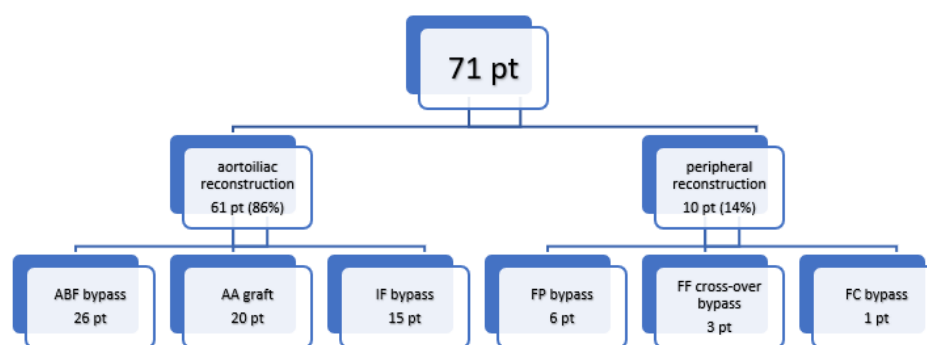 71 pt
aortoiliac
reconstruction
61 pt (86%)
peripheral
reconstruction
10 pt (14%)
ABF bypass
26 pt
AA graft
20 pt
IF bypass
15 pt
FP bypass
6 pt
FF cross-over
bypass
3 pt
FC bypass
1 pt